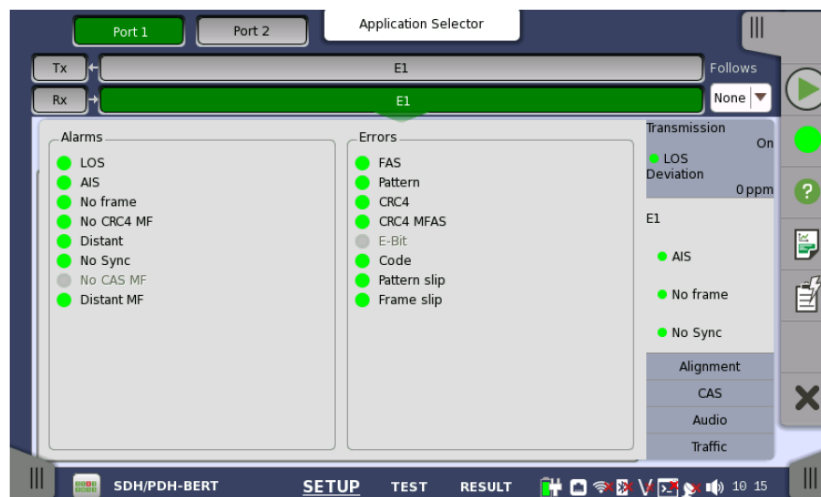 Port 1
Port 2
Application Selector
Tx
E1
Follows
Rx
E1
None
Alarms
LOS
AIS
No frame
No CRC4 MF
Distant
No Sync
No CAS MF
Distant MF
Errors
FAS
Pattern
CRC4
CRC4 MFAS
E-Bit
Code
Pattern slip
Frame slip
Transmission
On
LOS
Deviation
0 ppm
E1
AIS
No frame
No Sync
Alignment
CAS
Audio
Traffic
SDH/PDH-BERT SETUP TEST RESULT 10 15